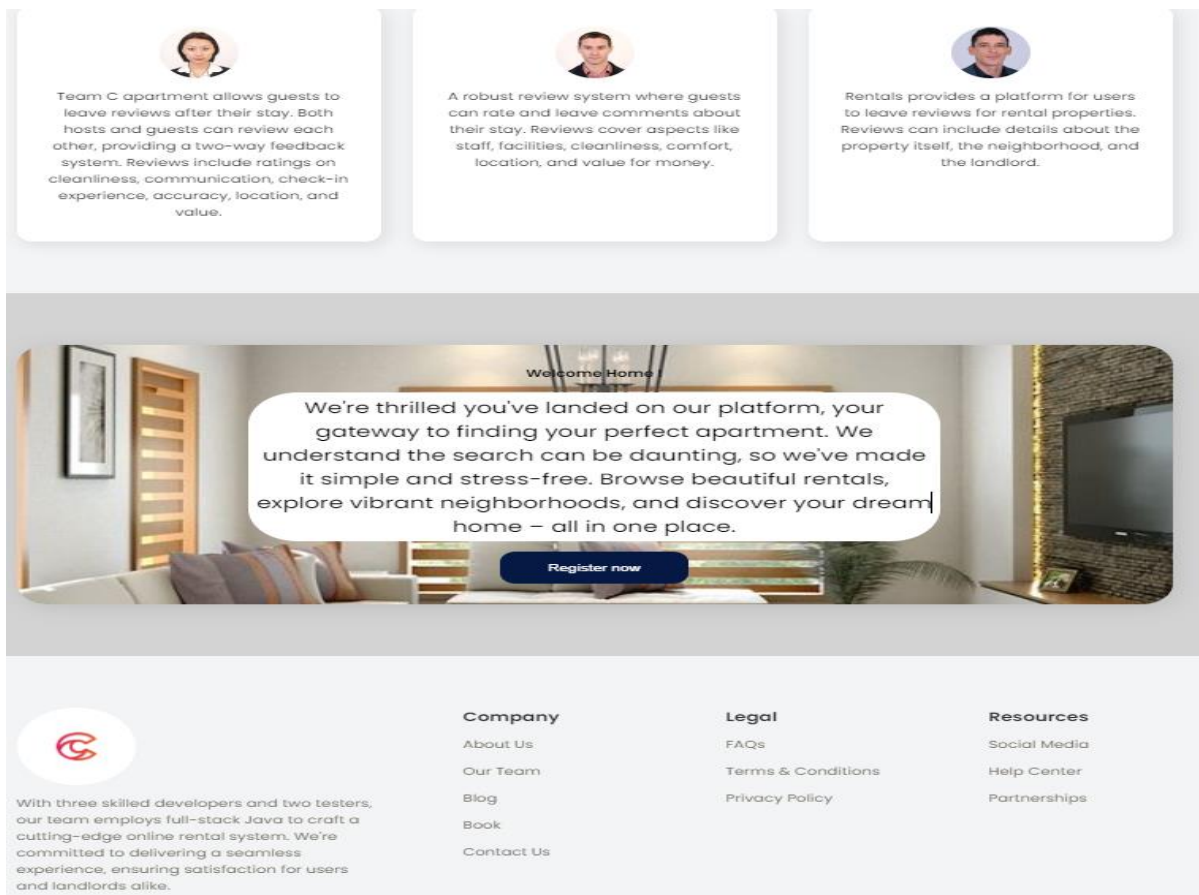 Team C apartment allows guests to
leave reviews after their stay. Both
hosts and guests can review each
other, providing a two-way feedback
system. Reviews include ratings on
cleanliness, communication, check-in
experience, accuracy, location, and
value.
A robust review system where guests
can rate and leave comments about
their stay. Reviews cover aspects like
staff, facilities, cleanliness, comfort,
location, and value for money.
Rentals provides a platform for users
to leave reviews for rental properties.
Reviews can include details about the
property itself, the neighborhood, and
the landlord.
Welcome Home !
We're thrilled you've landed on our platform, your
gateway to finding your perfect apartment. We
understand the search can be daunting, so we've made
it simple and stress-free. Browse beautiful rentals,
explore vibrant neighborhoods, and discover your dream
home – all in one place.
Register now
With three skilled developers and two testers,
our team employs full-stack Java to craft a
cutting-edge online rental system. We're
committed to delivering a seamless
experience, ensuring satisfaction for users
and landlords alike.
Company
About Us
Our Team
Blog
Book
Contact Us
Legal
FAQs
Terms & Conditions
Privacy Policy
Resources
Social Media
Help Center
Partnerships